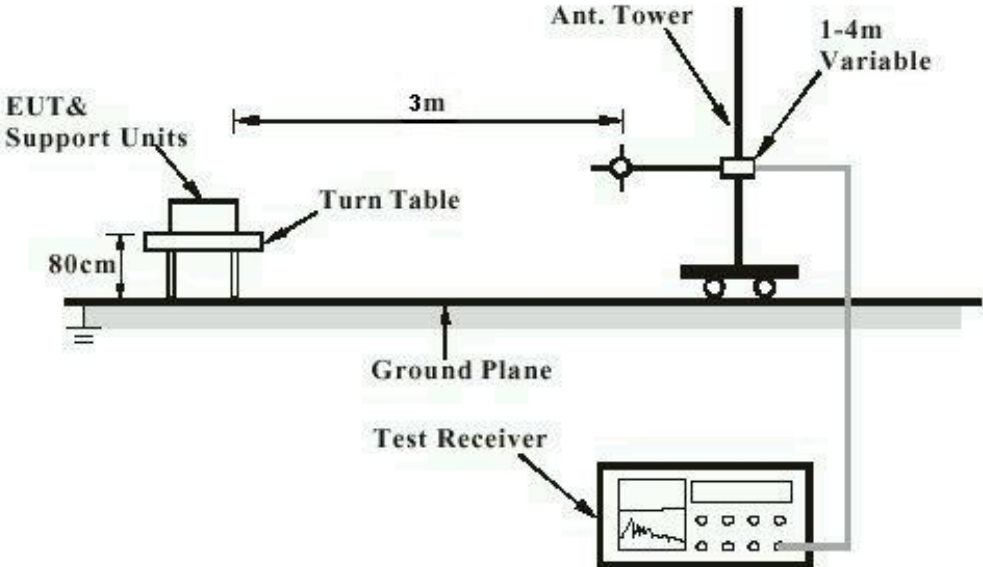 Ant. Tower
1-4m
Variable
3m
EUT&
Support Units
Turn Table
80cm
Ground Plane
Test Receiver